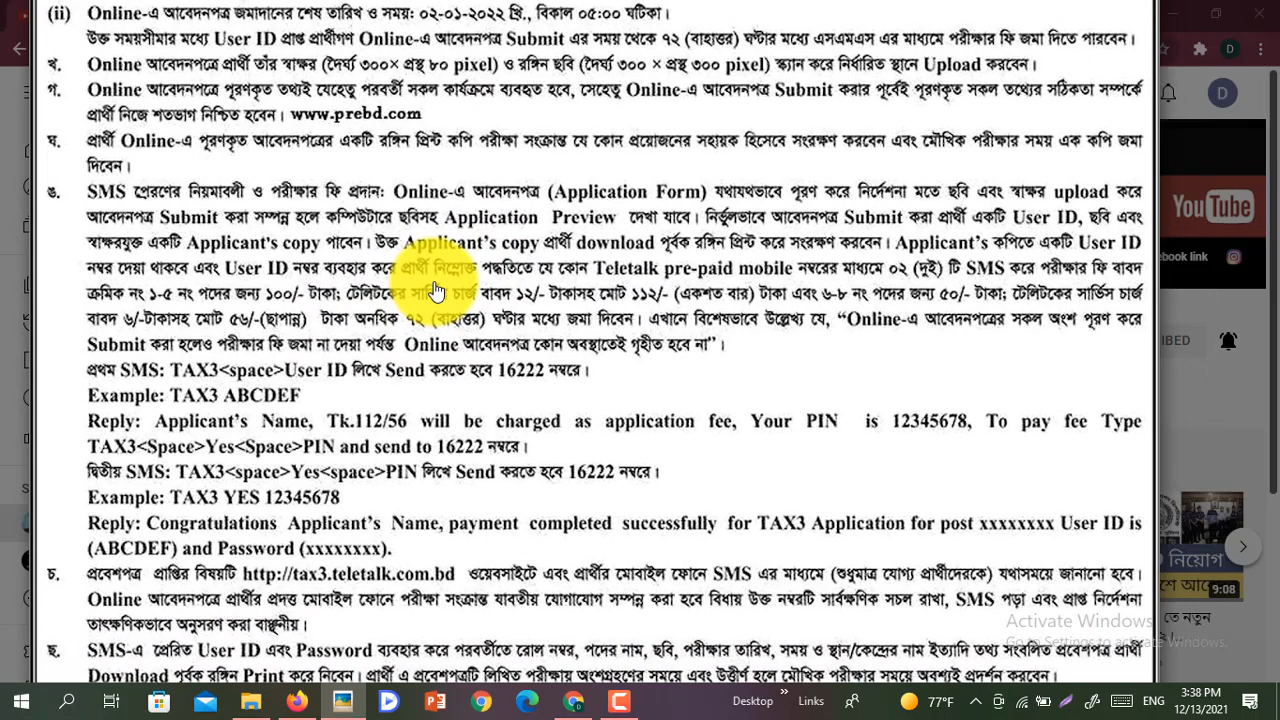 (ii) Online-এ আবেদনপত্র জমাদানের শেষ তারিখ ও সময়: ০২-০১-২০২২ খ্রি., বিকাল ০৫:০০ ঘটিকা।
উক্ত সময়সীমার মধ্যে User ID প্রাপ্ত প্রার্থীগণ Online-এ আবেদনপত্র Submit এর সময় থেকে ৭২ (বাহাত্তর) ঘণ্টার মধ্যে এসএমএস এর মাধ্যমে পরীক্ষার ফি জমা দিতে পারবেন।
খ. Online আবেদনপত্রে প্রার্থী তাঁর স্বাক্ষর (দৈর্ঘ্য ৩০০× প্রস্থ ৮০ pixel) ও রঙ্গিন ছবি (দৈর্ঘ্য ৩০০ × প্রস্থ ৩০০ pixel) স্ক্যান করে নির্ধারিত স্থানে Upload করবেন।
গ. Online আবেদনপত্রে পূরণকৃত তথ্যই যেহেতু পরবর্তী সকল কার্যক্রমে ব্যবহৃত হবে, সেহেতু Online-এ আবেদনপত্র Submit করার পূর্বেই পূরণকৃত সকল তথ্যের সঠিকতা সম্পর্কে
প্রার্থী নিজে শতভাগ নিশ্চিত হবেন। www.prebd.com
ঘ. প্রার্থী Online-এ পূরণকৃত আবেদনপত্রের একটি রঙ্গিন প্রিন্ট কপি পরীক্ষা সংক্রান্ত যে কোন প্রয়োজনের সহায়ক হিসেবে সংরক্ষণ করবেন এবং মৌখিক পরীক্ষার সময় এক কপি জমা
দিবেন।
ঙ. SMS প্রেরণের নিয়মাবলী ও পরীক্ষার ফি প্রদান: Online-এ আবেদনপত্র (Application Form) যথাযথভাবে পূরণ করে নির্দেশনা মতে ছবি এবং স্বাক্ষর upload করে
আবেদনপত্র Submit করা সম্পন্ন হলে কম্পিউটারে ছবিসহ Application Preview দেখা যাবে। নির্ভুলভাবে আবেদনপত্র Submit করা প্রার্থী একটি User ID, ছবি এবং
স্বাক্ষরযুক্ত একটি Applicant's copy পাবেন। উক্ত Applicant's copy প্রার্থী download পূর্বক রঙ্গিন প্রিন্ট করে সংরক্ষণ করবেন। Applicant's কপিতে একটি User ID
নম্বর দেয়া থাকবে এবং User ID নম্বর ব্যবহার করে প্রার্থী নিম্নোক্ত পদ্ধতিতে যে কোন Teletalk pre-paid mobile নম্বরের মাধ্যমে ০২ (দুই) টি SMS করে পরীক্ষার ফি বাবদ
ক্রমিক নং ১-৫ নং পদের জন্য ১০০/- টাকা; টেলিটকের সার্ভিস চার্জ বাবদ ১২/- টাকাসহ মোট ১১২/- (একশত বার) টাকা এবং ৬-৮ নং পদের জন্য ৫০/- টাকা; টেলিটকের সার্ভিস চার্জ
বাবদ ৬/-টাকাসহ মোট ৫৬/-(ছাপান্ন) টাকা অনধিক ৭২ (বাহাত্তর) ঘণ্টার মধ্যে জমা দিবেন। এখানে বিশেষভাবে উল্লেখ্য যে, “Online-এ আবেদনপত্রের সকল অংশ পূরণ করে
Submit করা হলেও পরীক্ষার ফি জমা না দেয়া পর্যন্ত Online আবেদনপত্র কোন অবস্থাতেই গৃহীত হবে না”।
প্রথম SMS: TAX3<space>User ID লিখে Send করতে হবে 16222 নম্বরে।
Example: TAX3 ABCDEF
Reply: Applicant's Name, Tk.112/56 will be charged as application fee, Your PIN is 12345678, To pay fee Type
TAX3<Space>Yes<Space>PIN and send to 16222 নম্বরে।
দ্বিতীয় SMS: TAX3<space>Yes<space>PIN লিখে Send করতে হবে 16222 নম্বরে।
Example: TAX3 YES 12345678
Reply: Congratulations Applicant's Name, payment completed successfully for TAX3 Application for post xxxxxxxx User ID is
(ABCDEF) and Password (xxxxxxxx).
চ. প্রবেশপত্র প্রাপ্তির বিষয়টি http://tax3.teletalk.com.bd ওয়েবসাইটে এবং প্রার্থীর মোবাইল ফোনে SMS এর মাধ্যমে (শুধুমাত্র যোগ্য প্রার্থীদেরকে) যথাসময়ে জানানো হবে।
Online আবেদনপত্রে প্রার্থীর প্রদত্ত মোবাইল ফোনে পরীক্ষা সংক্রান্ত যাবতীয় যোগাযোগ সম্পন্ন করা হবে বিধায় উক্ত নম্বরটি সার্বক্ষণিক সচল রাখা, SMS পড়া এবং প্রাপ্ত নির্দেশনা
তাৎক্ষণিকভাবে অনুসরণ করা বাঞ্ছনীয়।
ছ. SMS-এ প্রেরিত User ID এবং Password ব্যবহার করে পরবর্তীতে রোল নম্বর, পদের নাম, ছবি, পরীক্ষার তারিখ, সময় ও স্থান/কেন্দ্রের নাম ইত্যাদি তথ্য সংবলিত প্রবেশপত্র প্রার্থী
Download পূর্বক রঙ্গিন Print করে নিবেন। প্রার্থী এ প্রবেশপত্রটি লিখিত পরীক্ষায় অংশগ্রহণের সময়ে এবং উত্তীর্ণ হলে মৌখিক পরীক্ষার সময়ে অবশ্যই প্রদর্শন করবেন।
D
YouTube
IBED
নিয়োগ
9:08
Activate Windows
Go to Settings to activate Windows.
Desktop
Links
77°F
ENG
3:38 PM
12/13/2021